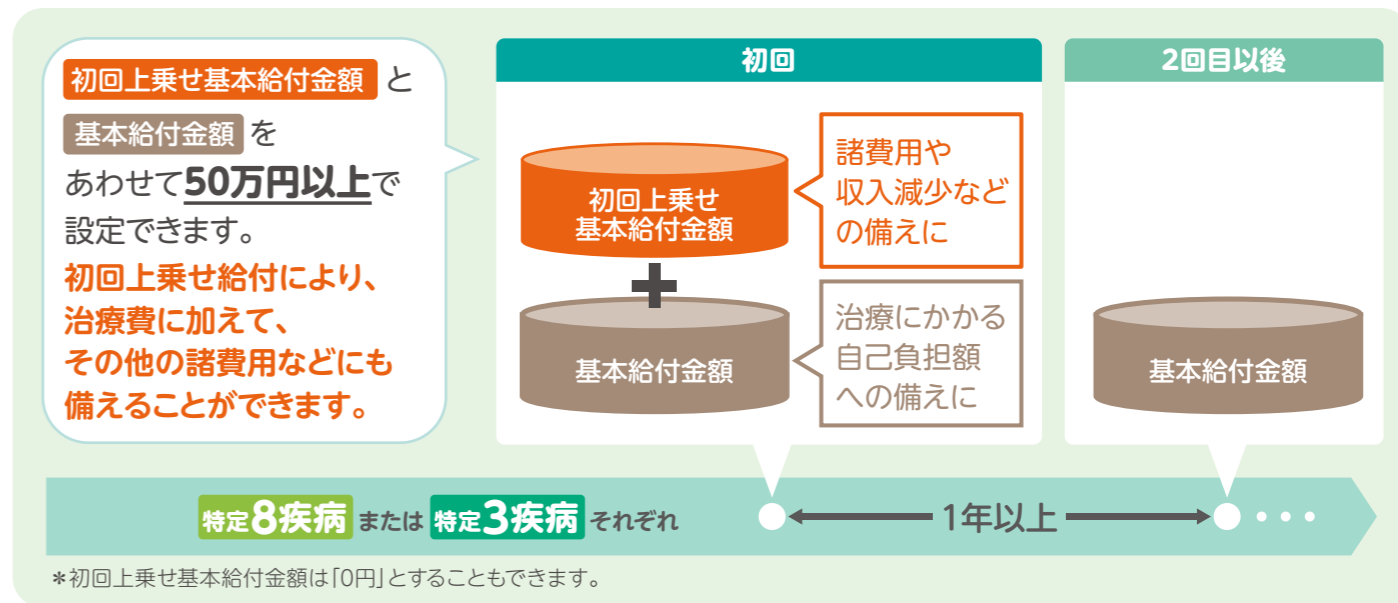 初回上乗せ基本給付金額 と
基本給付金額 を
あわせて50万円以上で
設定できます。
初回上乗せ給付により、
治療費に加えて、
その他の諸費用などにも
備えることができます。
初回
初回上乗せ
基本給付金額
諸費用や
収入減少など
の備えに
+
基本給付金額
治療にかかる
自己負担額
への備えに
2回目以後
基本給付金額
特定8疾病 または 特定3疾病 それぞれ
1年以上
*初回上乗せ基本給付金額は「0円」とすることもできます。